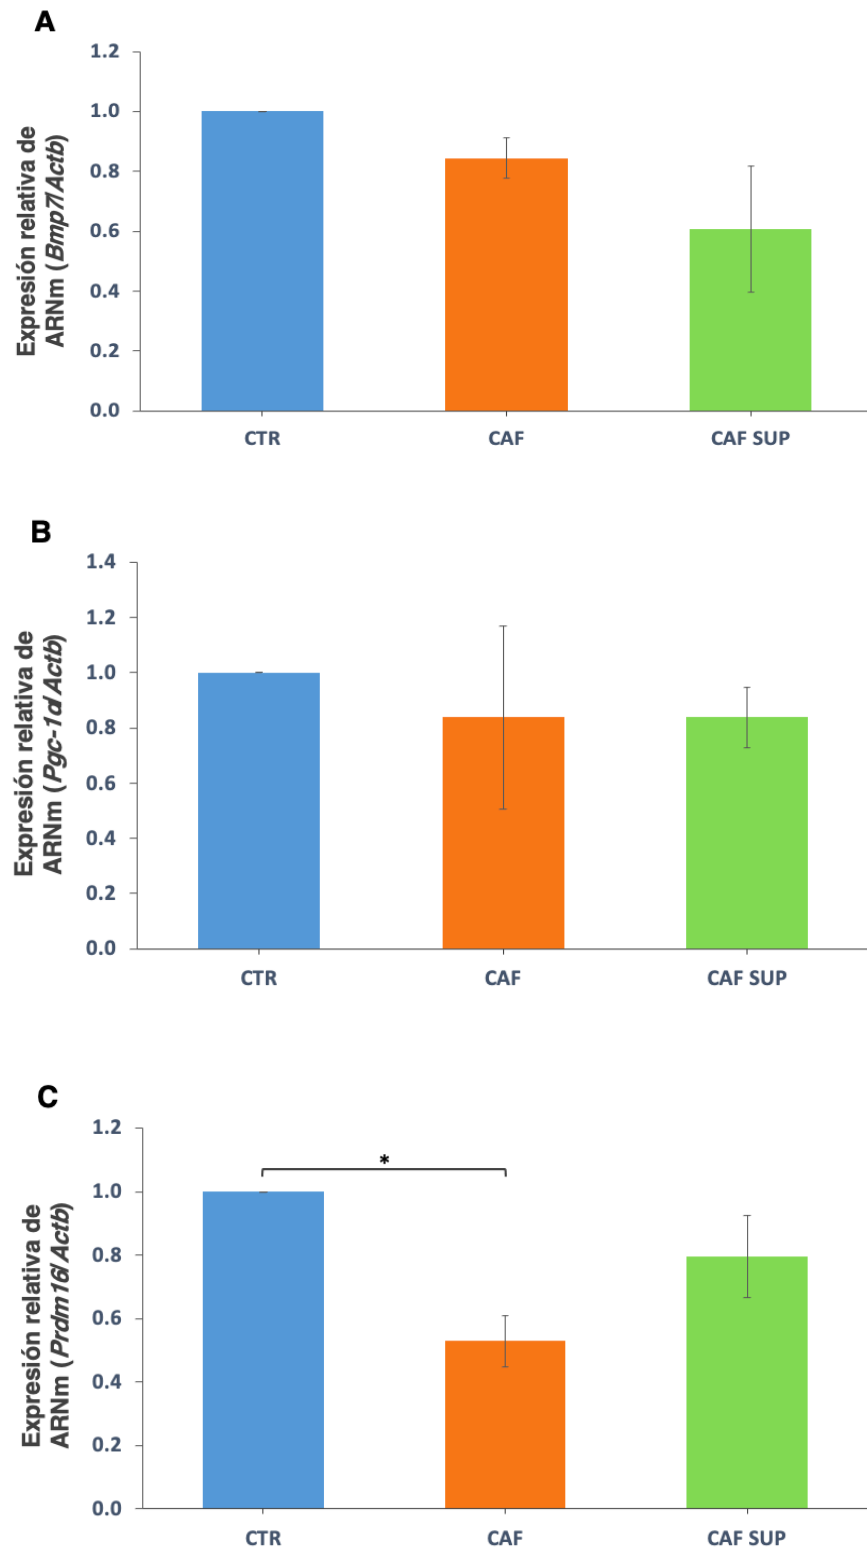 A
1.2
1.0
0.8
0.6
0.4
0.2
0.0
Expresión relativa de
ARNm (Bmp7/Actb)
CTR CAF CAF SUP
B
1.4
1.2
1.0
0.8
0.6
0.4
0.2
0.0
Expresión relativa de
ARNm (Pgc-1α/Actb)
CTR CAF CAF SUP
C
1.2
1.0
0.8
0.6
0.4
0.2
0.0
Expresión relativa de
ARNm (Prdm16/Actb)
*
CTR CAF CAF SUP